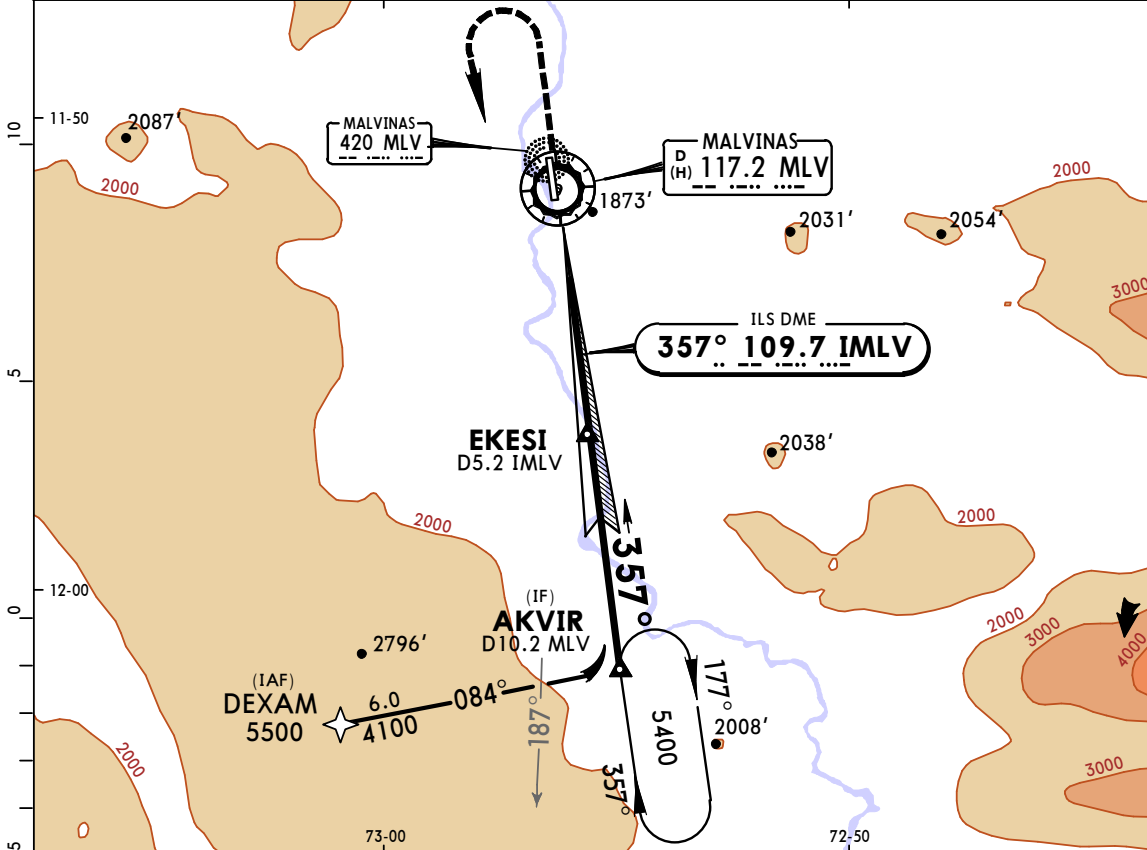 11-50
10
2087'
2000
MALVINAS
420 MLV
MALVINAS
D
(H) 117.2 MLV
1873'
2031'
2054'
2000
3000
ILS DME
357° 109.7 IMLV
5
EKESI
D5.2 IMLV
2038'
2000
2000
357°
12-00
0
(IF)
AKVIR
D10.2 MLV
2796'
(IAF)
DEXAM
5500
6.0
4100
084°
187°
177°
5400
357°
2008'
2000
3000
4000
3000
2000
5
73-00
72-50